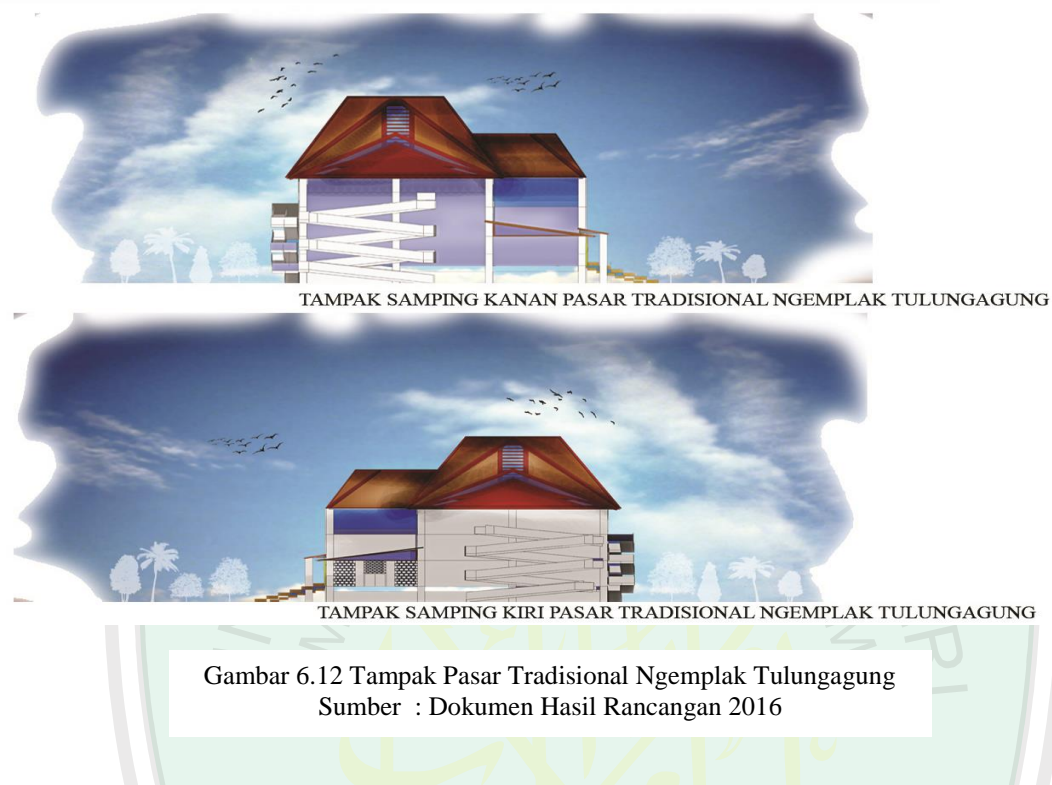 TAMPAK SAMPING KANAN PASAR TRADISIONAL NGEMPLAK TULUNGAGUNG
TAMPAK SAMPING KIRI PASAR TRADISIONAL NGEMPLAK TULUNGAGUNG
Gambar 6.12 Tampak Pasar Tradisional Ngemplak Tulungagung
Sumber : Dokumen Hasil Rancangan 2016